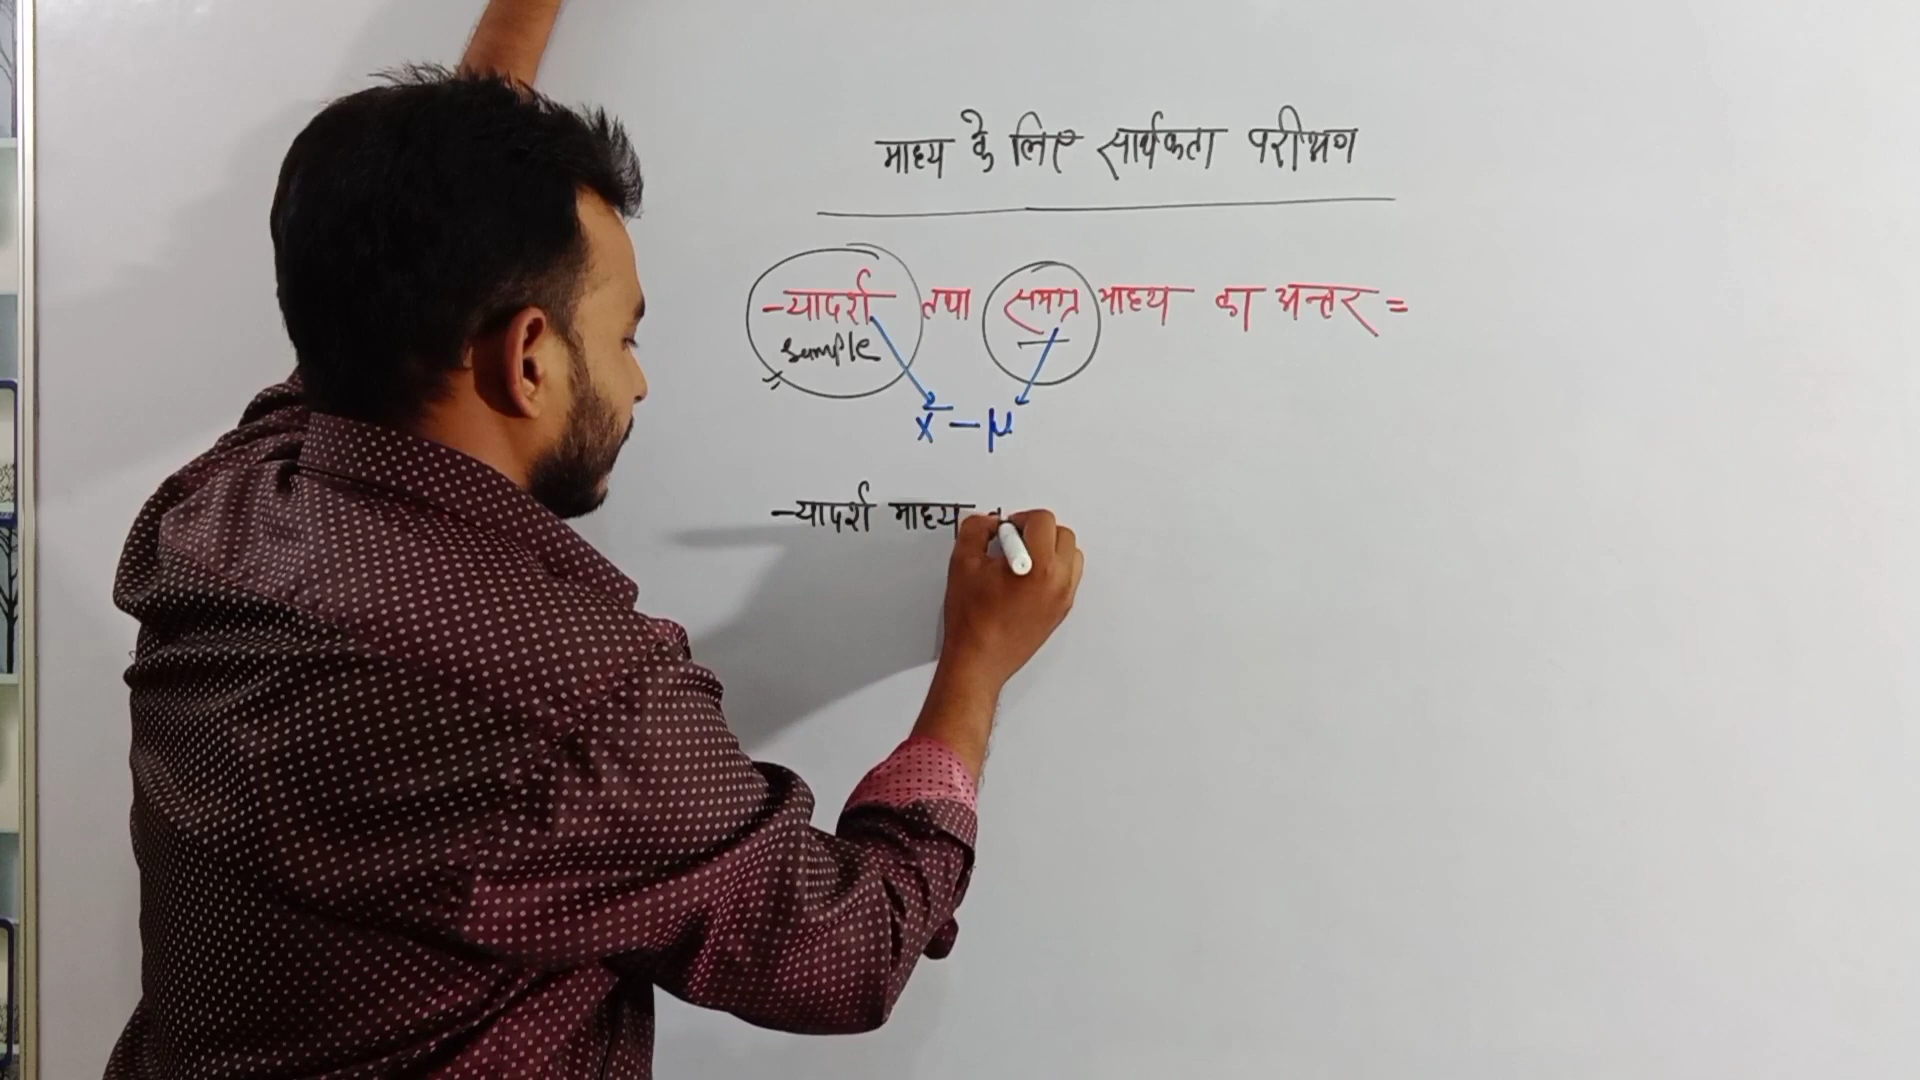 माध्य के लिए सार्थकता परीक्षण
न्यादर्श तथा समग्र माध्य का अन्तर =
sample
x̄ - μ
न्यादर्श माध्य